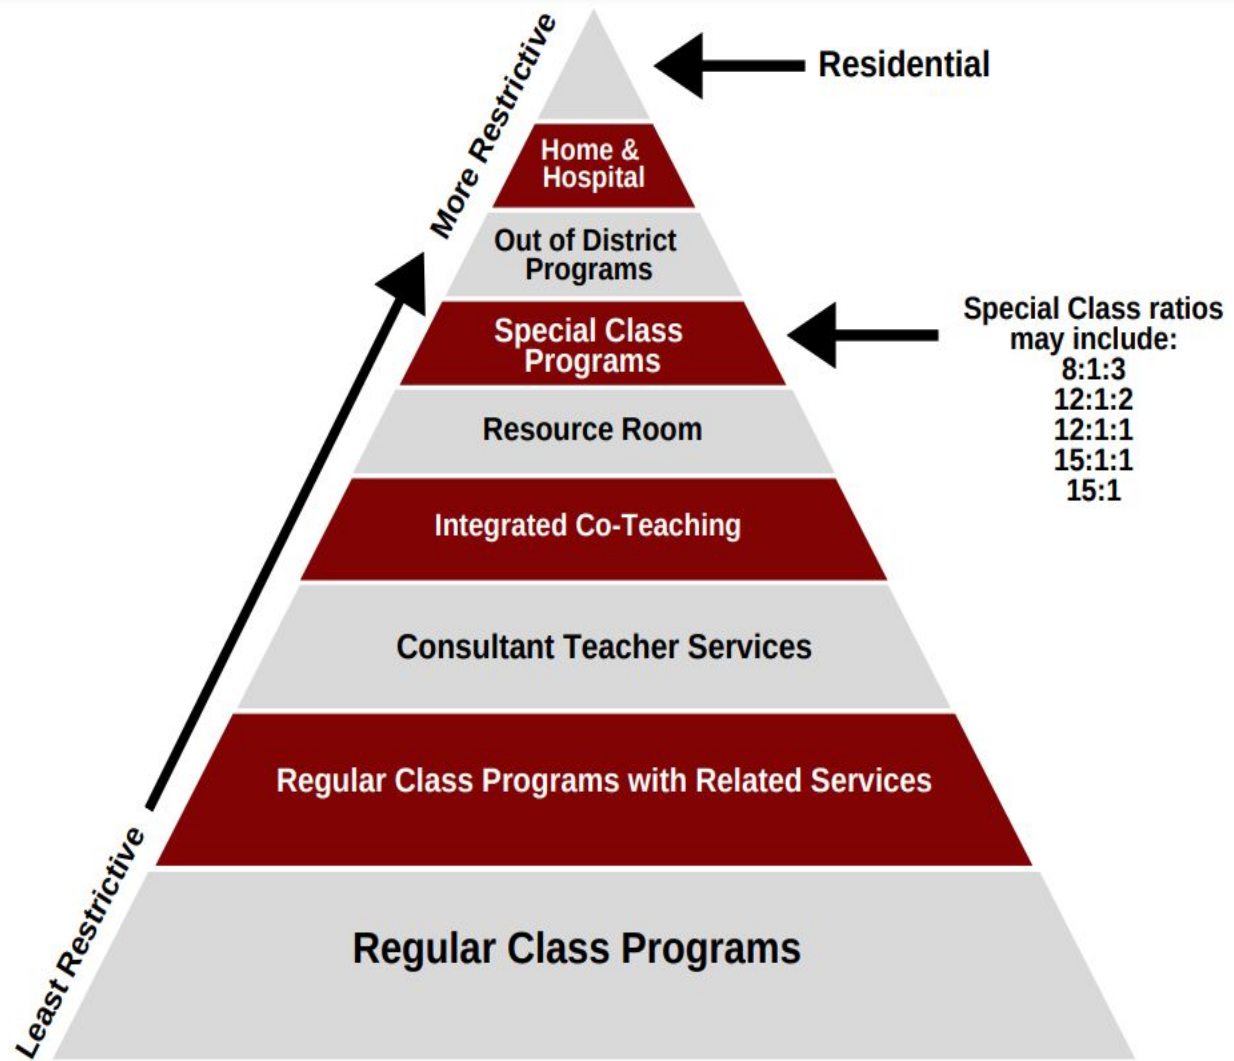 More Restrictive
Residential
Home &
Hospital
Out of District
Programs
Special Class
Programs
Special Class ratios
may include:
8:1:3
12:1:2
12:1:1
15:1:1
15:1
Resource Room
Integrated Co-Teaching
Consultant Teacher Services
Regular Class Programs with Related Services
Least Restrictive
Regular Class Programs